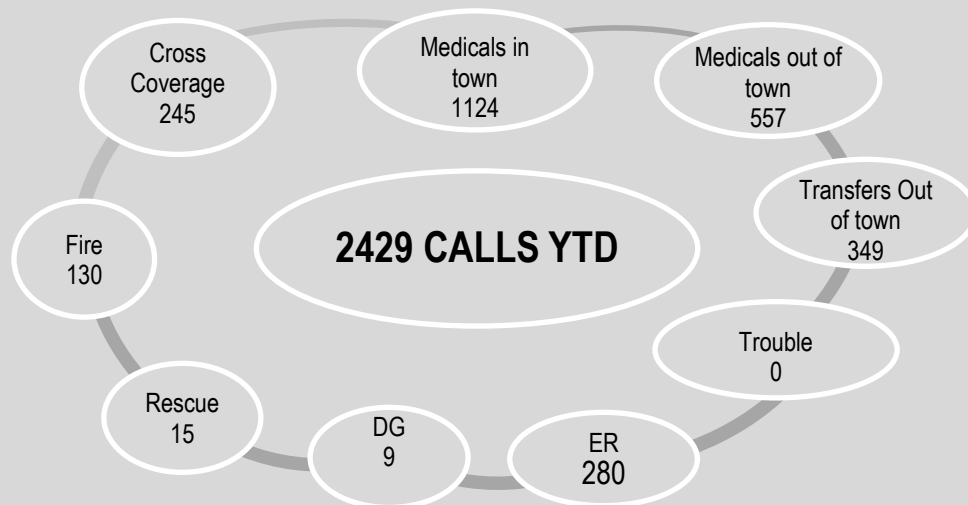 Cross
Coverage
245
Medicals in
town
1124
Medicals out of
town
557
Transfers Out
of town
349
Fire
130
2429 CALLS YTD
Trouble
0
Rescue
15
DG
9
ER
280